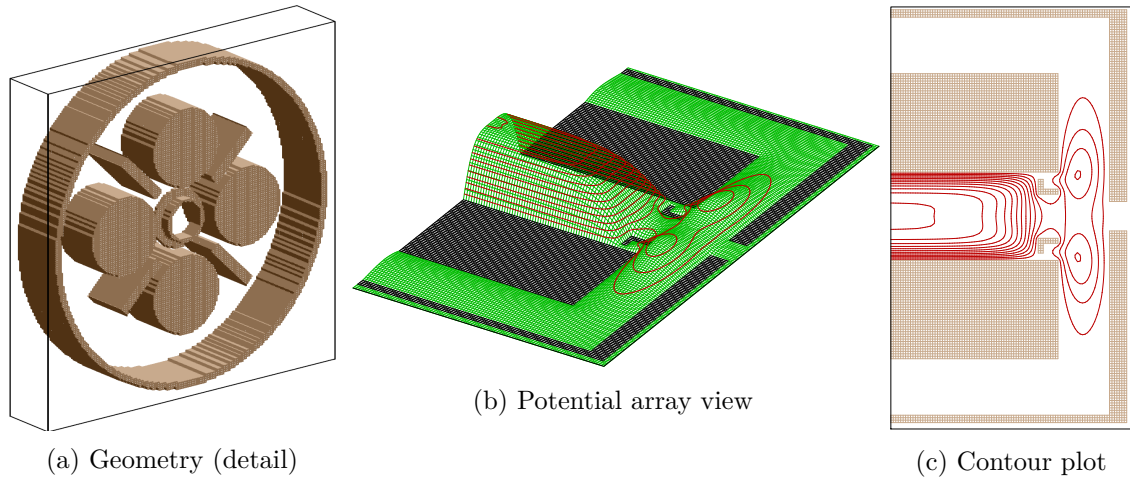 (a) Geometry (detail)
(b) Potential array view
(c) Contour plot